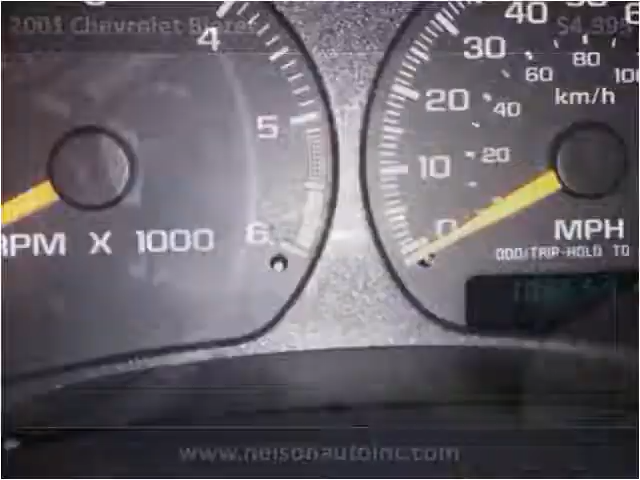 2001 Chevrolet Blazer $4,995
40
4 30 60 80 100
20 40 km/h
5
10 20
6 0 MPH
RPM X 1000
ODO/TRIP-HOLD TO
www.nelsonautoinc.com